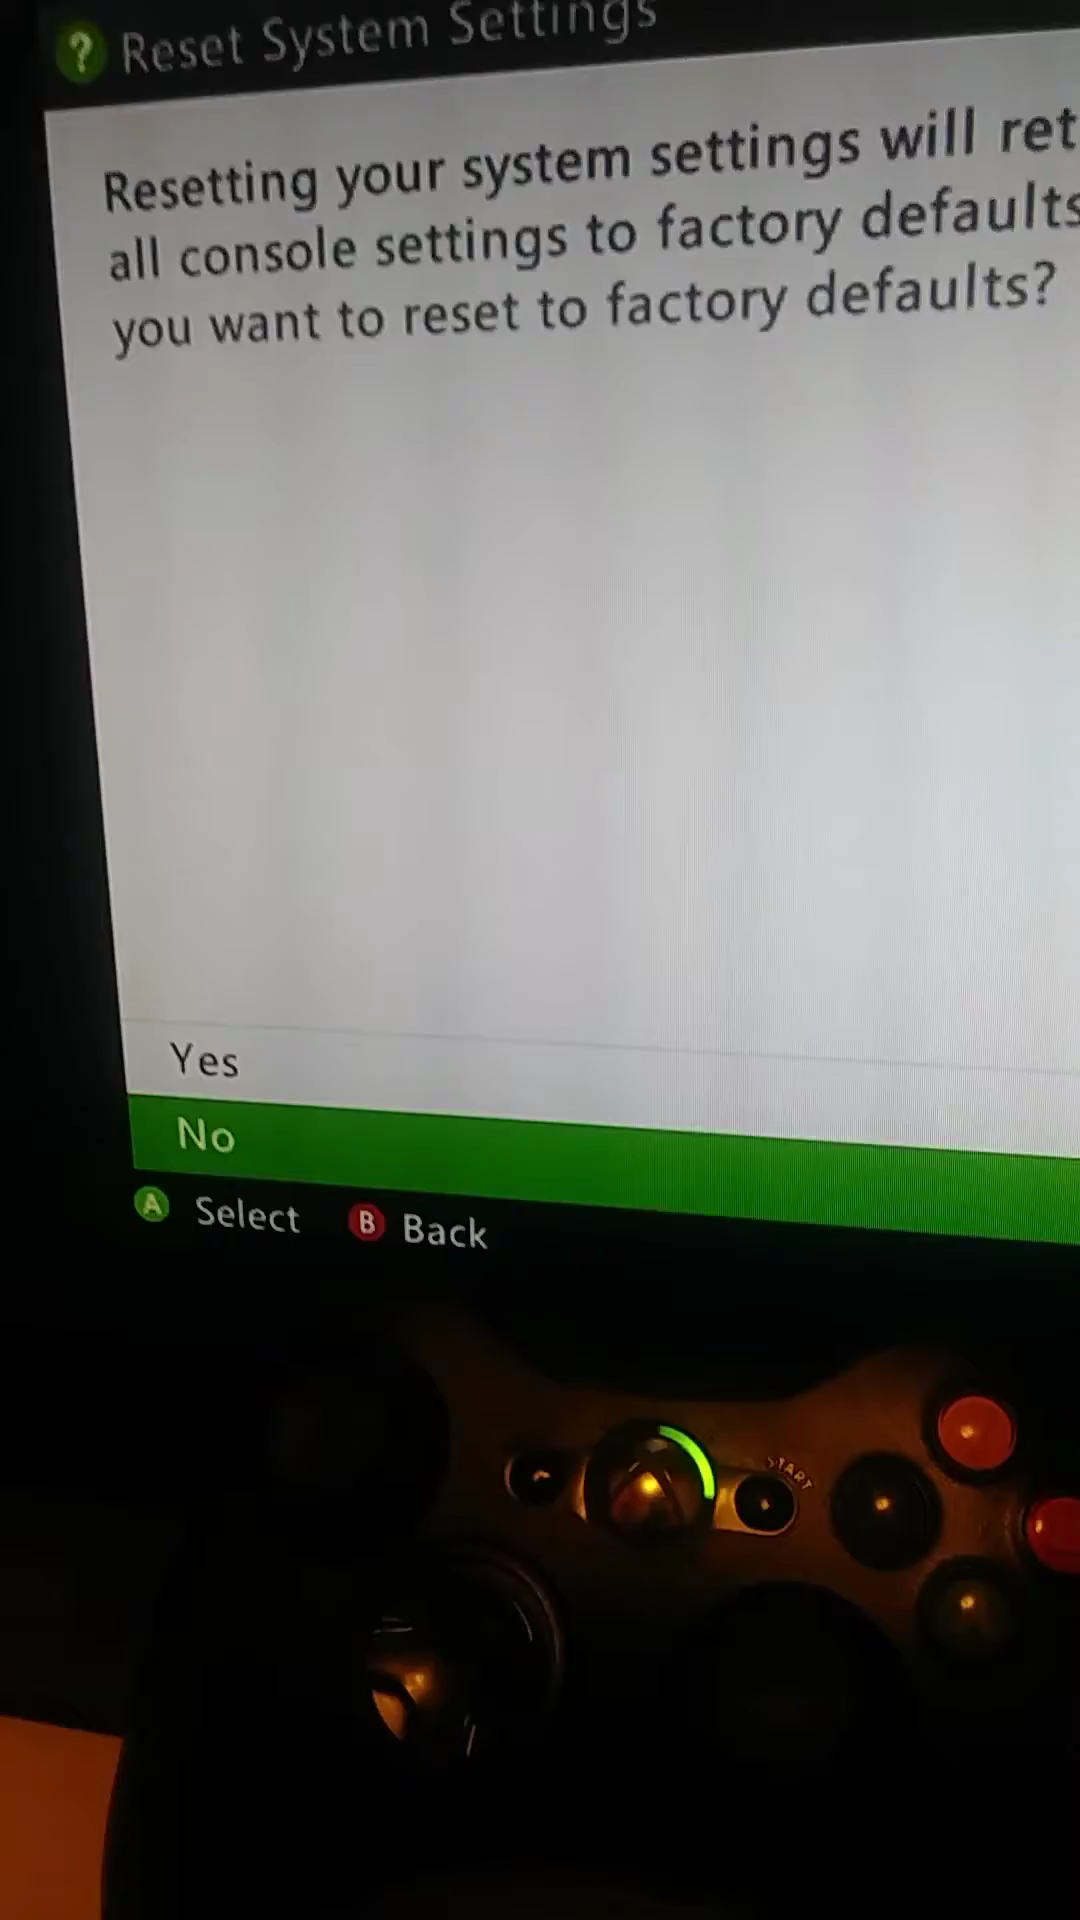 ? Reset System Settings
Resetting your system settings will ret
all console settings to factory defaults
you want to reset to factory defaults?
Yes
No
A Select B Back
START